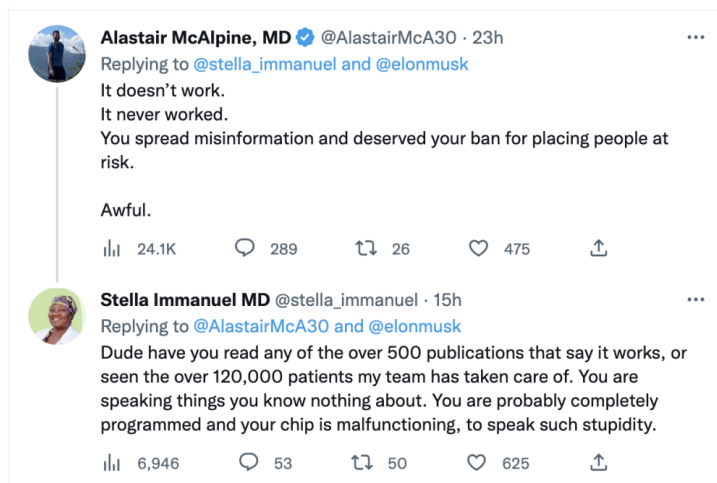 Alastair McAlpine, MD @AlastairMcA30 · 23h
Replying to @stella_immanuel and @elonmusk
It doesn’t work.
It never worked.
You spread misinformation and deserved your ban for placing people at
risk.
Awful.
24.1K 289 26 475
Stella Immanuel MD @stella_immanuel · 15h
Replying to @AlastairMcA30 and @elonmusk
Dude have you read any of the over 500 publications that say it works, or
seen the over 120,000 patients my team has taken care of. You are
speaking things you know nothing about. You are probably completely
programmed and your chip is malfunctioning, to speak such stupidity.
6,946 53 50 625